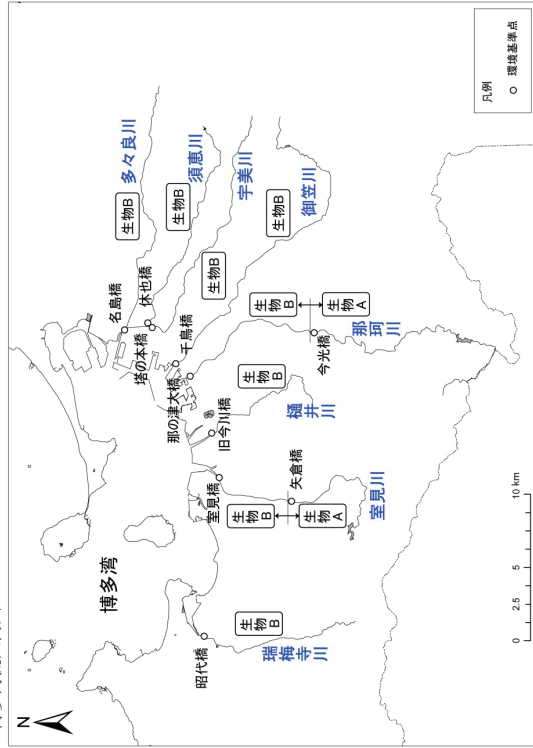 N
博多湾
名島橋
多々良川
生物B
休也橋
須恵川
生物B
塔の本橋
宇美川
生物B
千鳥橋
御笠川
生物B
那の津大橋
生物B
生物A
今光橋
那珂川
旧今川橋
生物B
樋井川
室見橋
矢倉橋
生物B
生物A
室見川
昭代橋
生物B
瑞梅寺川
0 2.5 5 10 km
凡例
環境基準点